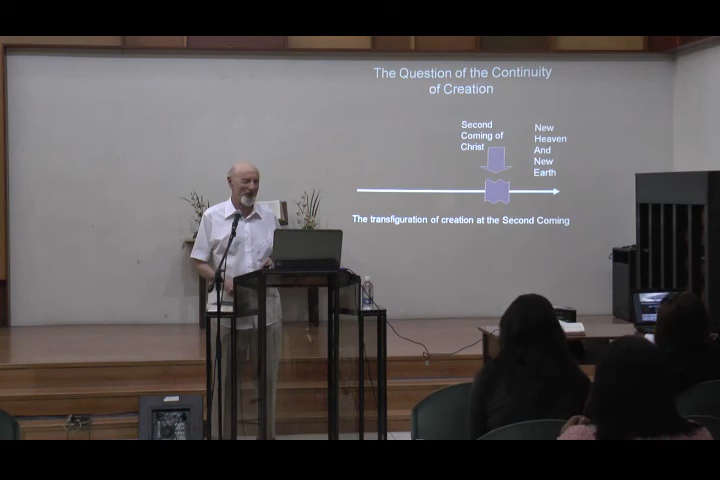 The Question of the Continuity
of Creation
Second
Coming of
Christ
New
Heaven
And
New
Earth
The transfiguration of creation at the Second Coming